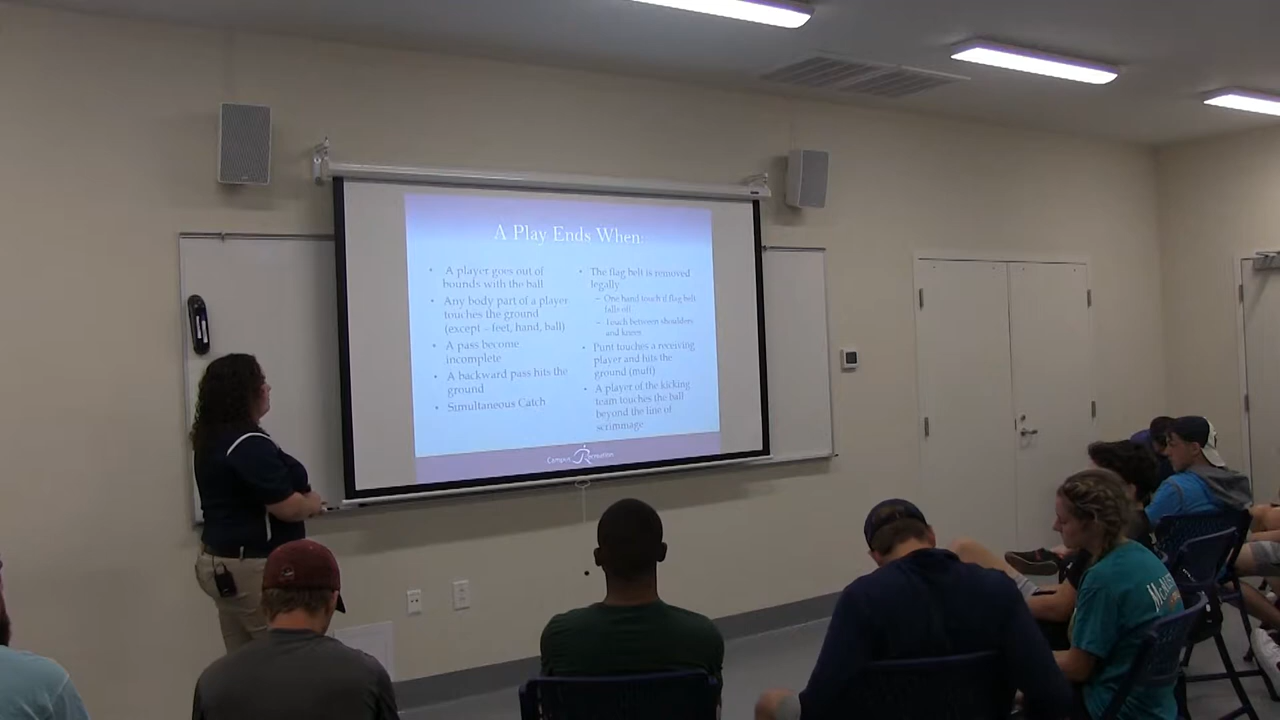 A Play Ends When:
• A player goes out of
bounds with the ball
• Any body part of a player
touches the ground
(except – feet, hand, ball)
• A pass become
incomplete
• A backward pass hits the
ground
• Simultaneous Catch
• The flag belt is removed
legally
– One hand touch if flag belt
falls off
– Touch between shoulders
and knees
• Punt touches a receiving
player and hits the
ground (muff)
• A player of the kicking
team touches the ball
beyond the line of
scrimmage
Campus Recreation